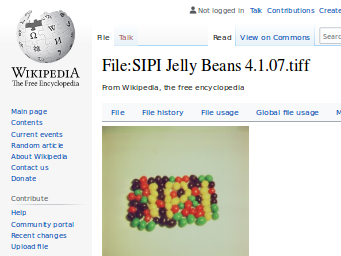 Not logged in Talk Contributions Create
File Talk Read View on Commons Searc
WIKIPEDIA
The Free Encyclopedia
File:SIPI Jelly Beans 4.1.07.tiff
From Wikipedia, the free encyclopedia
Main page
Contents
Current events
Random article
About Wikipedia
Contact us
Donate
File File history File usage Global file usage M
Contribute
Help
Community portal
Recent changes
Upload file